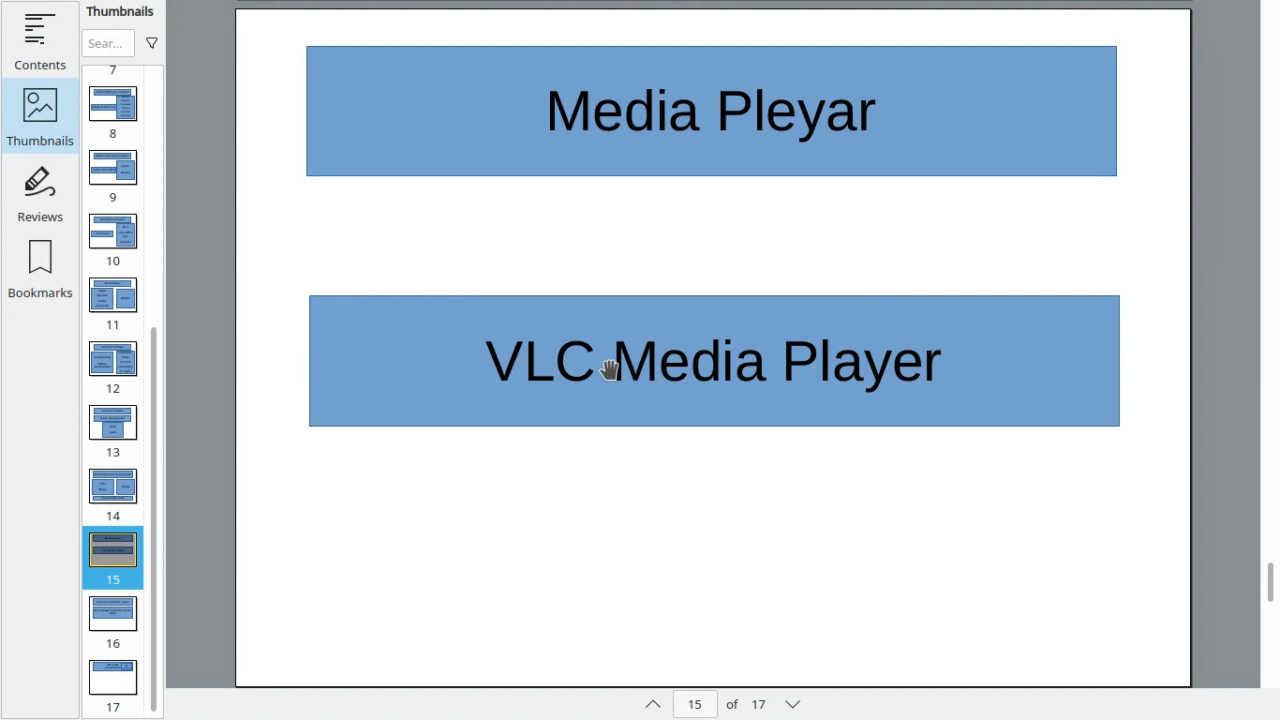 Thumbnails
Sear...
Contents
Thumbnails
Reviews
Bookmarks
7
8
9
10
11
12
13
14
15
16
17
Media Pleyar
VLC Media Player
15 of 17